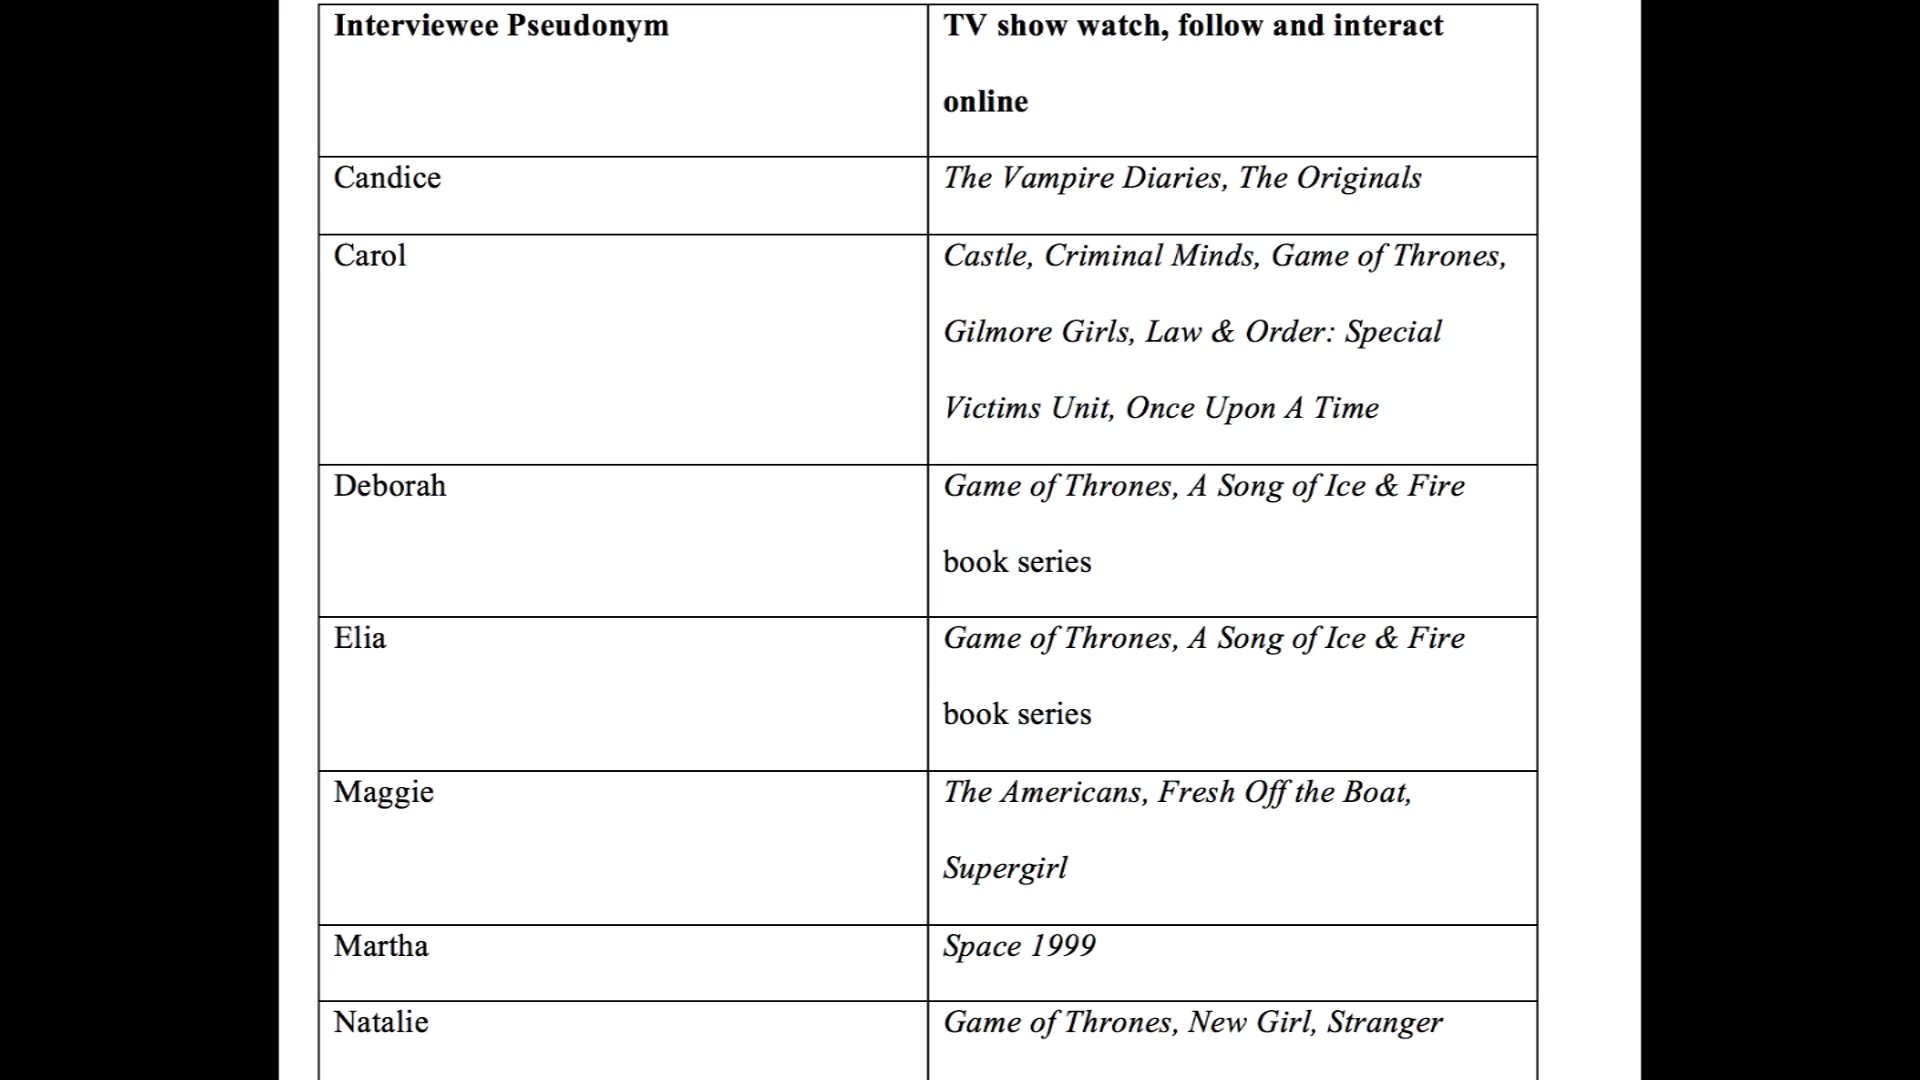 Interviewee Pseudonym
TV show watch, follow and interact
online
Candice
The Vampire Diaries, The Originals
Carol
Castle, Criminal Minds, Game of Thrones,
Gilmore Girls, Law & Order: Special
Victims Unit, Once Upon A Time
Deborah
Game of Thrones, A Song of Ice & Fire
book series
Elia
Game of Thrones, A Song of Ice & Fire
book series
Maggie
The Americans, Fresh Off the Boat,
Supergirl
Martha
Space 1999
Natalie
Game of Thrones, New Girl, Stranger